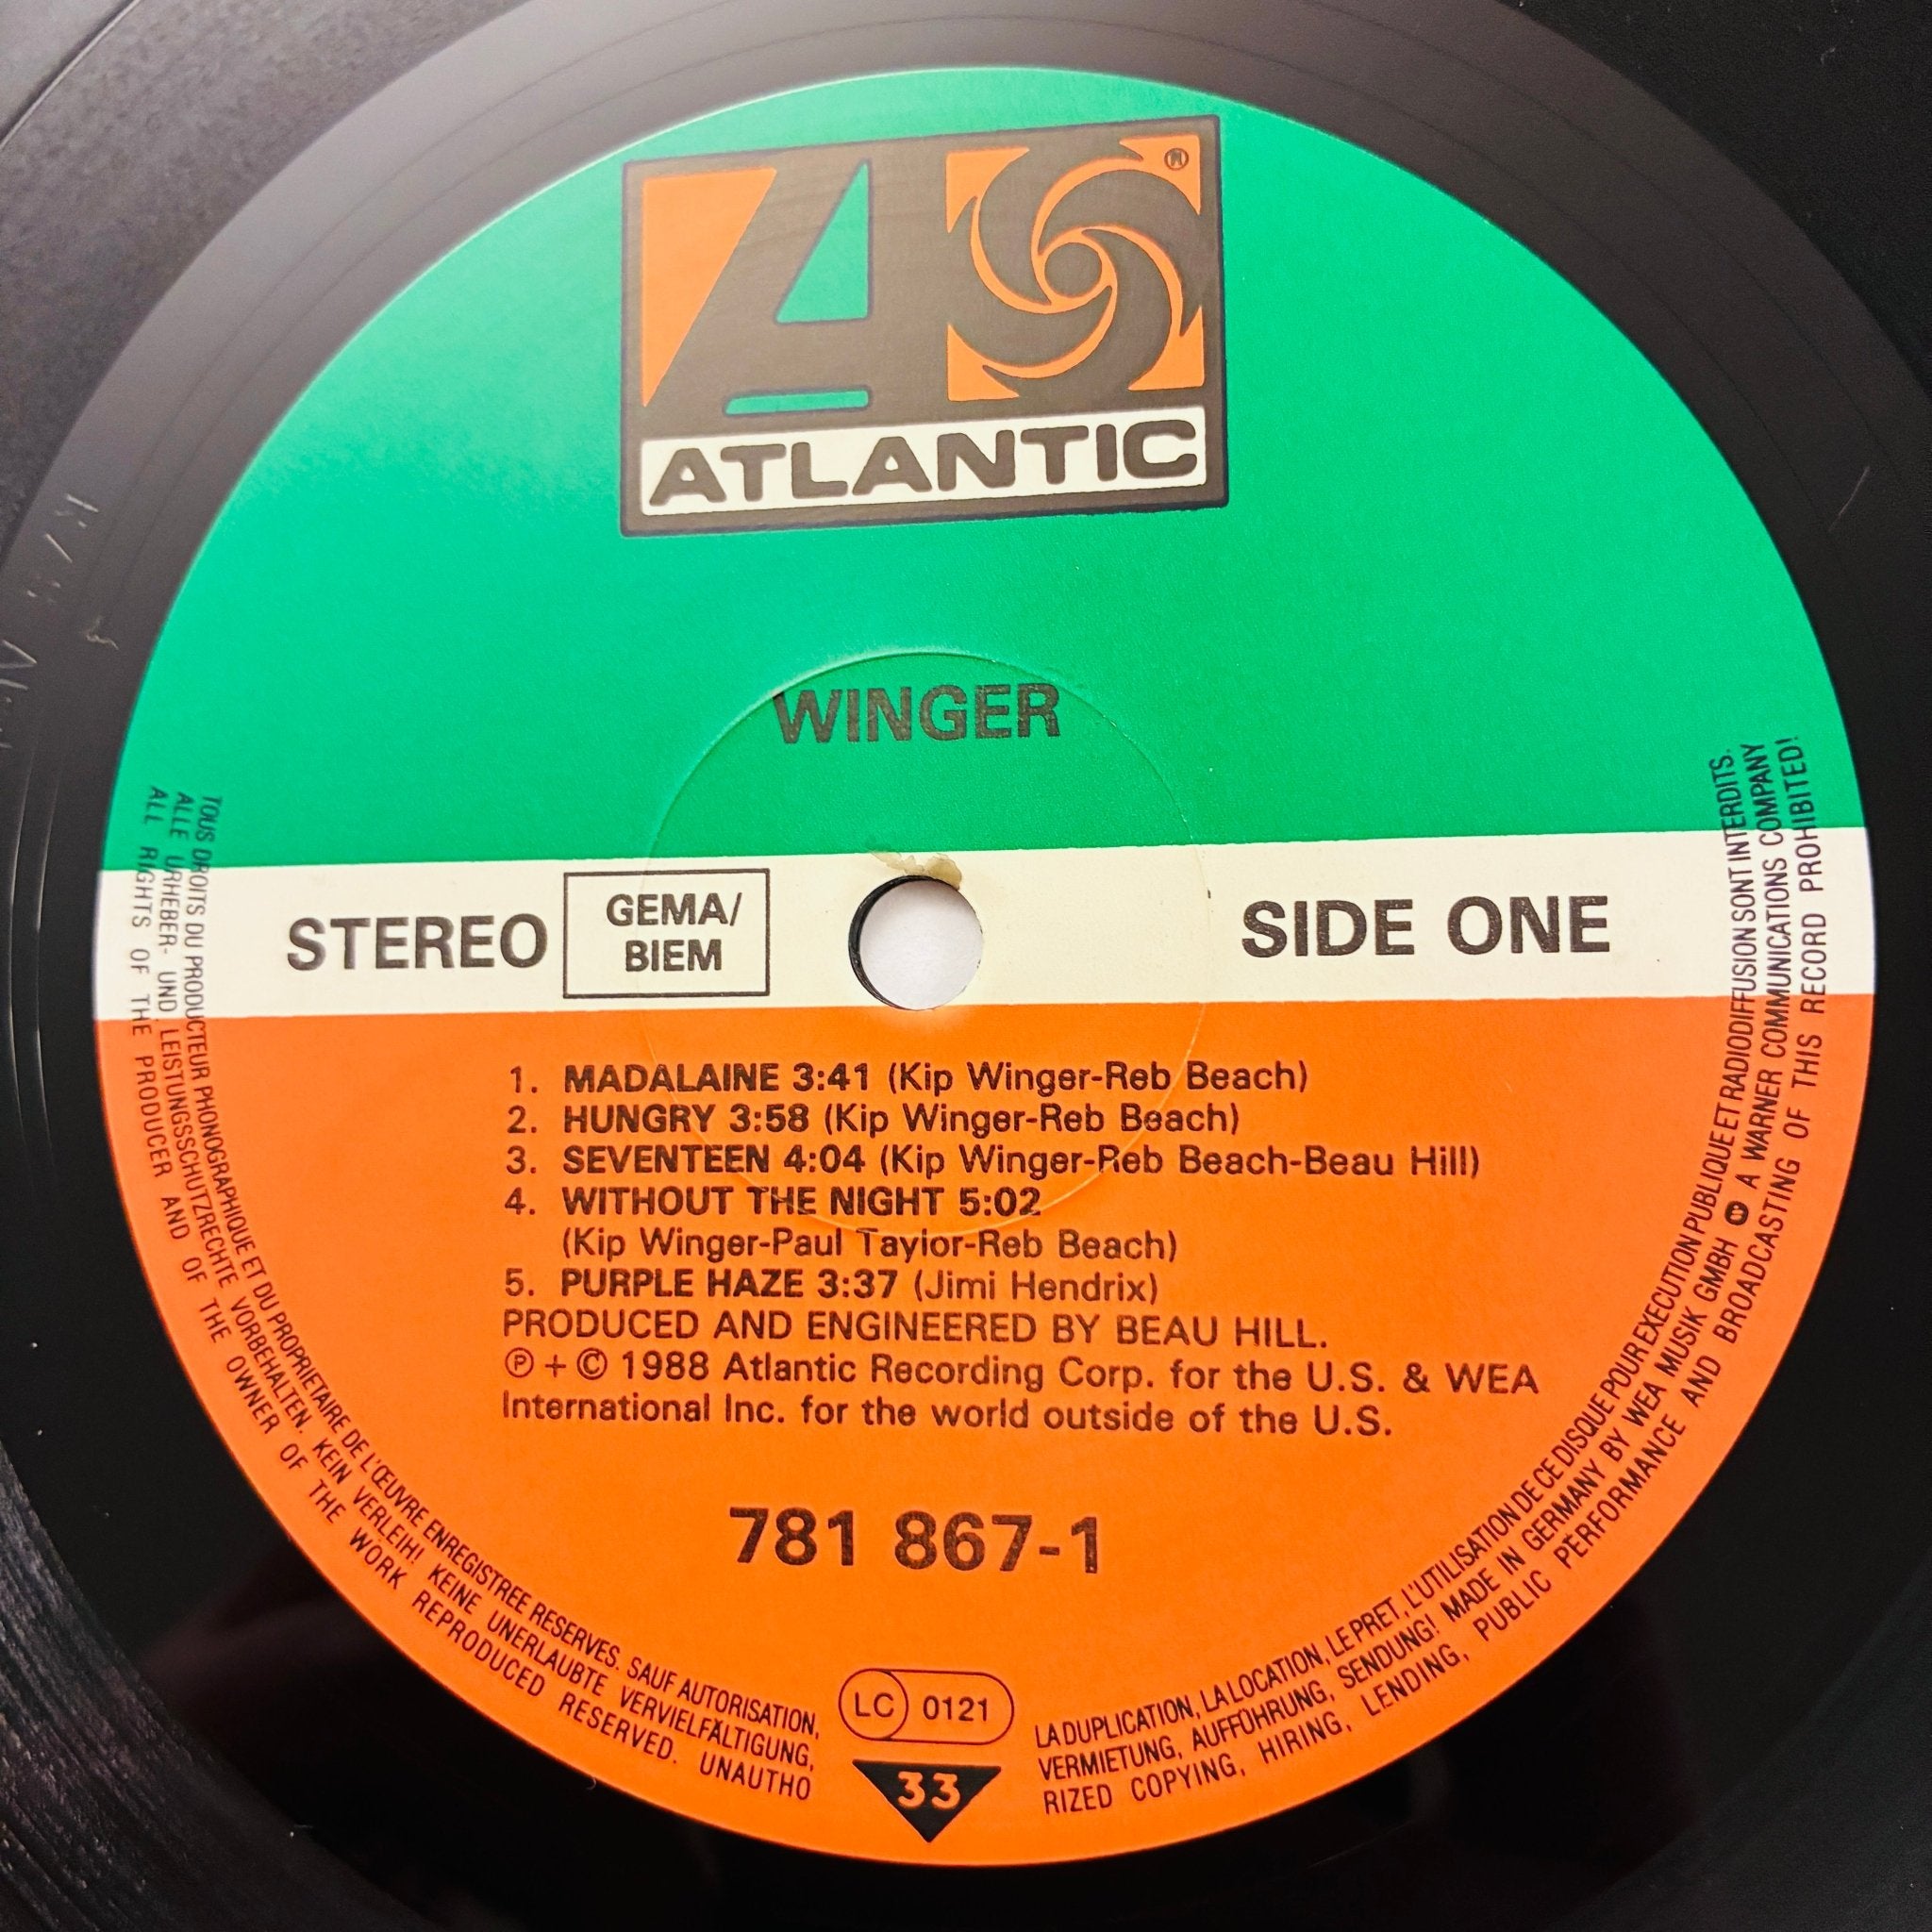 ATLANTIC
WINGER
STEREO
GEMA/
BIEM
SIDE ONE
1. MADALAINE 3:41 (Kip Winger-Reb Beach)
2. HUNGRY 3:58 (Kip Winger-Reb Beach)
3. SEVENTEEN 4:04 (Kip Winger-Reb Beach-Beau Hill)
4. WITHOUT THE NIGHT 5:02
(Kip Winger-Paul Taylor-Reb Beach)
5. PURPLE HAZE 3:37 (Jimi Hendrix)
PRODUCED AND ENGINEERED BY BEAU HILL.
℗ + © 1988 Atlantic Recording Corp. for the U.S. & WEA
International Inc. for the world outside of the U.S.
781 867-1
LC 0121
33
TOUS DROITS DU PRODUCTEUR PHONOGRAPHIQUE ET DU PROPRIETAIRE DE L'ŒUVRE ENREGISTREE RESERVES. SAUF AUTORISATION, LA DUPLICATION, LA LOCATION, LE PRET, L'UTILISATION DE CE DISQUE POUR EXECUTION PUBLIQUE ET RADIODIFFUSION SONT INTERDITS.
ALLE URHEBER- UND LEISTUNGSSCHUTZRECHTE VORBEHALTEN. KEIN VERLEIH! KEINE UNERLAUBTE VERVIELFÄLTIGUNG, VERMIETUNG, AUFFÜHRUNG, SENDUNG! MADE IN GERMANY BY WEA MUSIK GMBH A WARNER COMMUNICATIONS COMPANY
ALL RIGHTS OF THE PRODUCER AND OF THE OWNER OF THE WORK REPRODUCED RESERVED. UNAUTHORIZED COPYING, HIRING, LENDING, PUBLIC PERFORMANCE AND BROADCASTING OF THIS RECORD PROHIBITED!